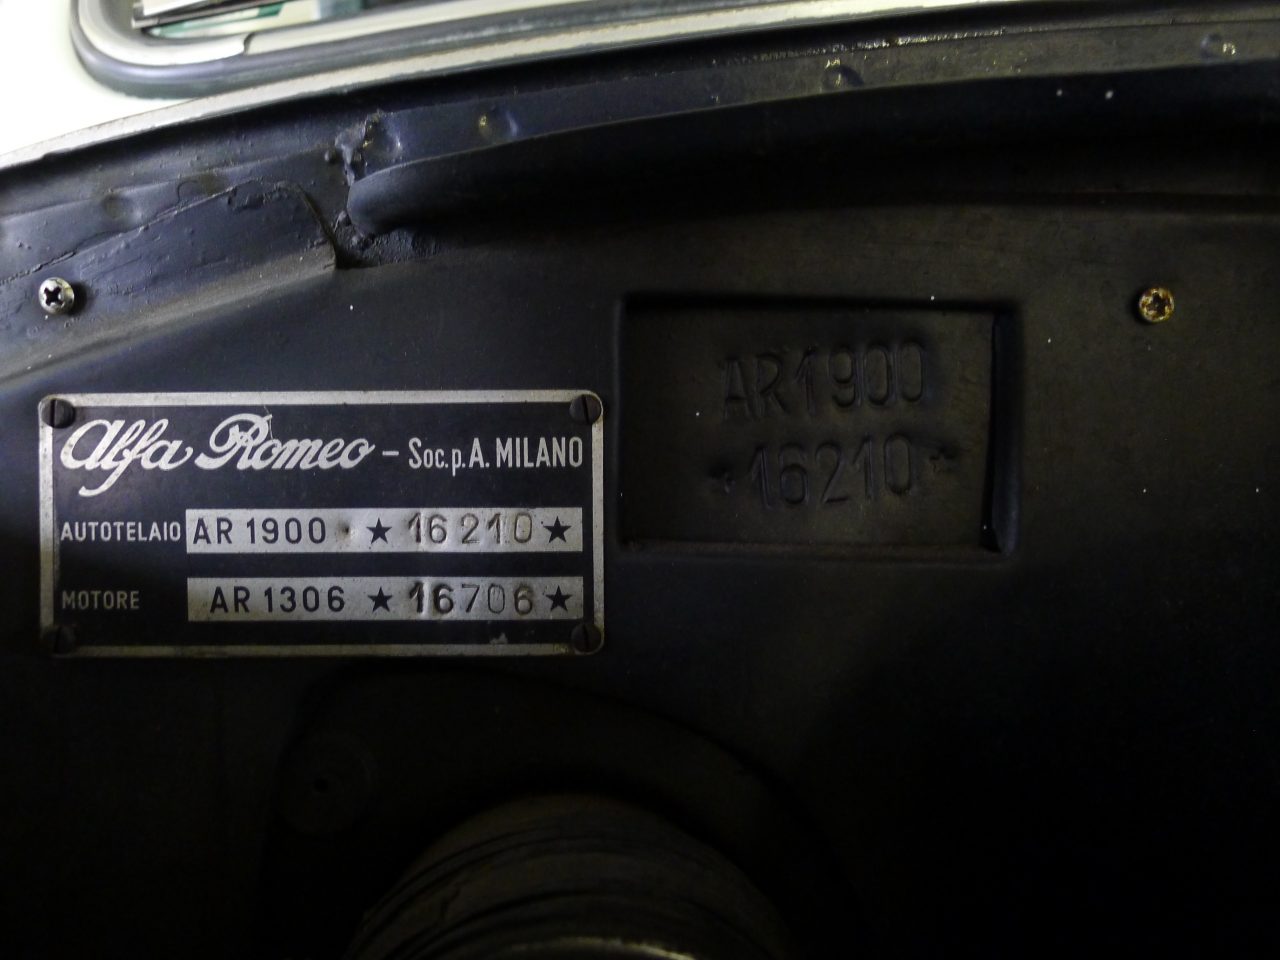 Alfa Romeo – Soc. p. A. MILANO
AUTOTELAIO AR 1900 ★ 16210 ★
MOTORE AR 1306 ★ 16706 ★
AR1900
★16210★